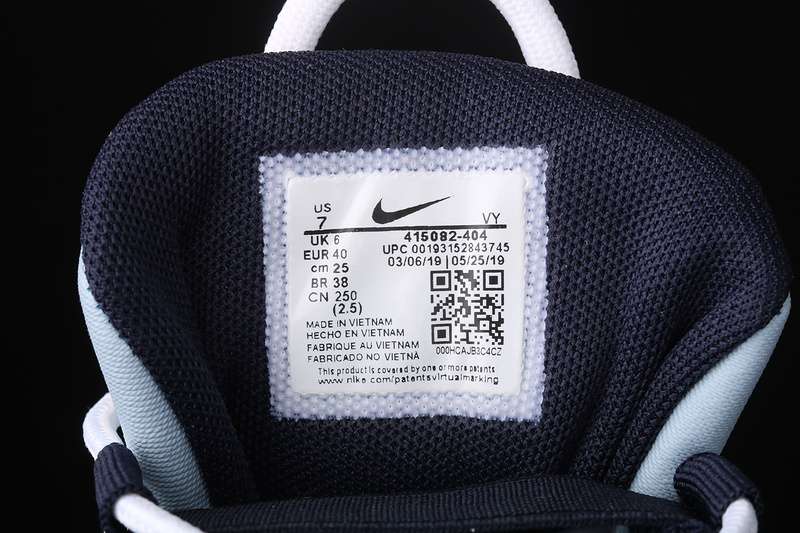 US
7 VY
UK 6 415082-404
EUR 40 UPC 00193152843745
cm 25 03/06/19 | 05/25/19
BR 38
CN 250
(2.5)
MADE IN VIETNAM
HECHO EN VIETNAM
FABRIQUE AU VIETNAM
FABRICADO NO VIETNÃ
000HCAJB3C4CZ
This product is covered by one or more patents
www.nike.com/patentsvirtualmarking